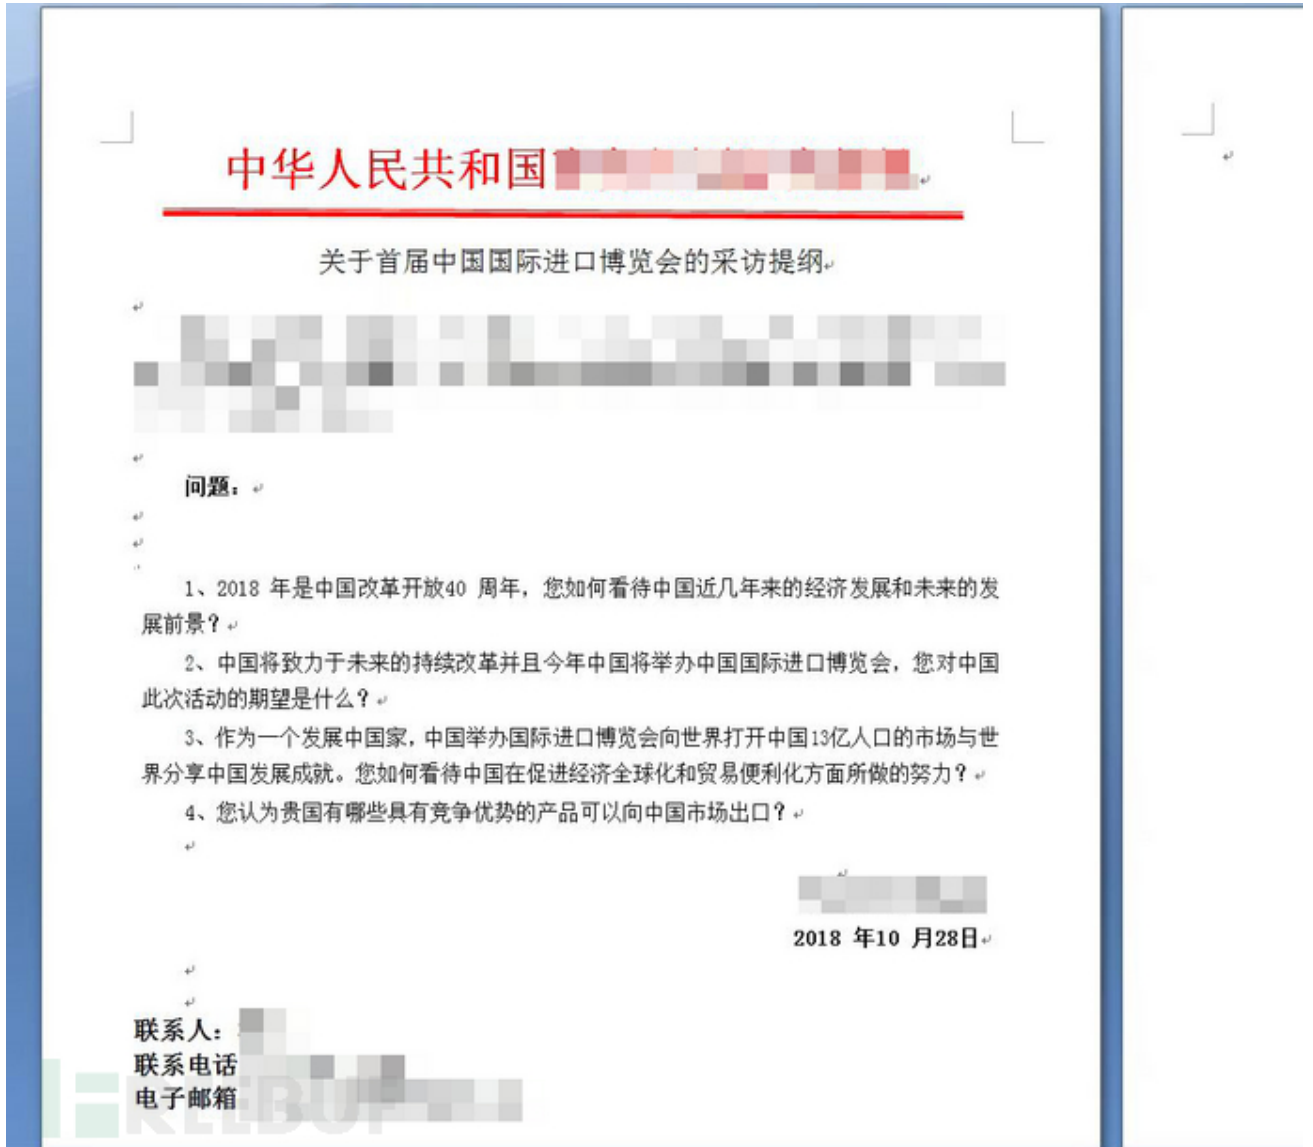 中华人民共和国
关于首届中国国际进口博览会的采访提纲
问题：
1、2018 年是中国改革开放40 周年，您如何看待中国近几年来的经济发展和未来的发
展前景？
2、中国将致力于未来的持续改革并且今年中国将举办中国国际进口博览会，您对中国
此次活动的期望是什么？
3、作为一个发展中国家，中国举办国际进口博览会向世界打开中国13亿人口的市场与世
界分享中国发展成就。您如何看待中国在促进经济全球化和贸易便利化方面所做的努力？
4、您认为贵国有哪些具有竞争优势的产品可以向中国市场出口？
2018 年10 月28日
联系人：
联系电话
电子邮箱
FREEBUF